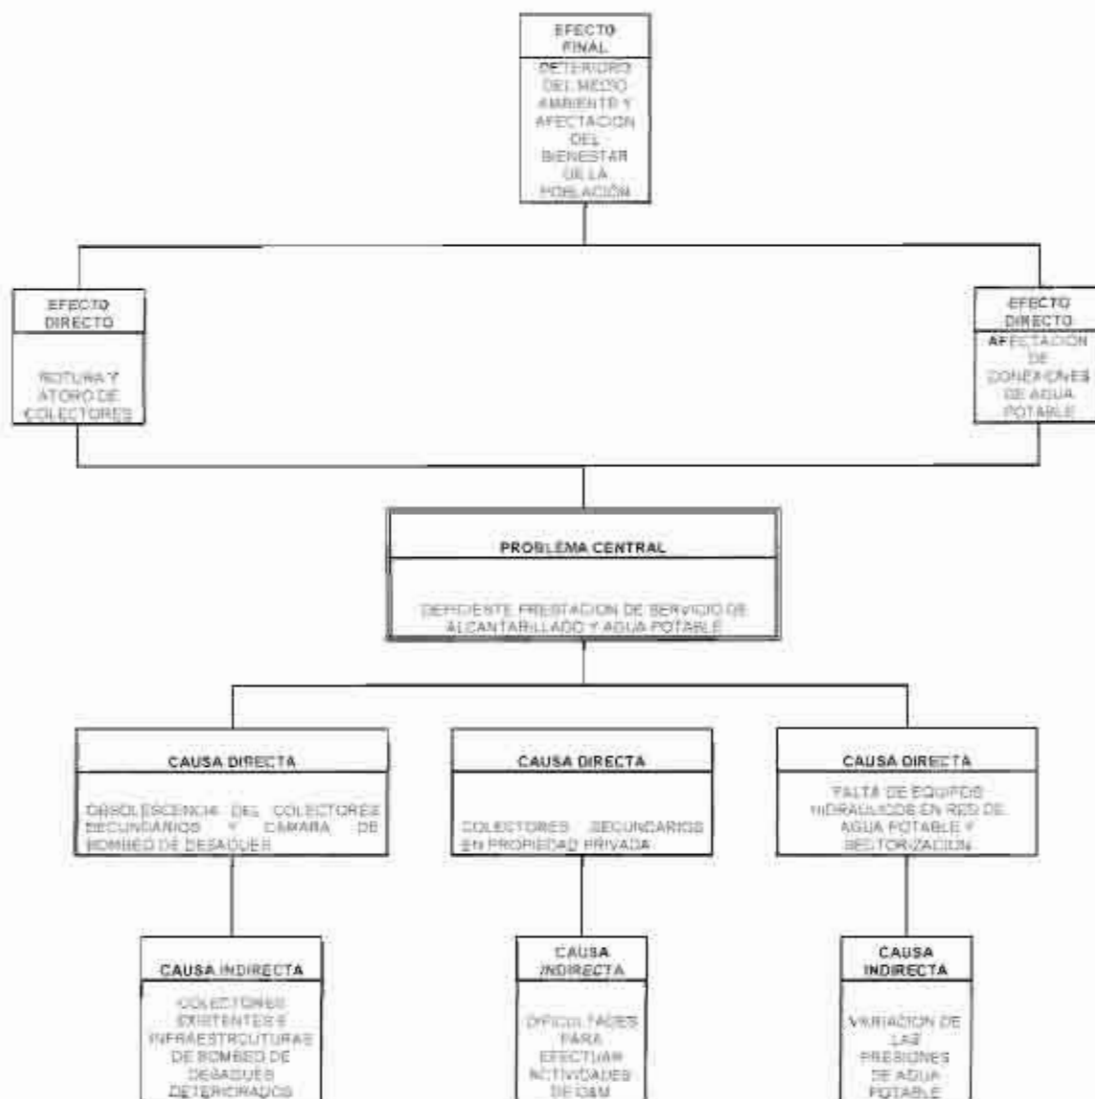 EFECTO
FINAL
DETERIORO
DEL MEDIO
AMBIENTE Y
AFECTACION
DEL
BIENESTAR
DE LA
POBLACIÓN
EFECTO
DIRECTO
ROTURA Y
ATORO DE
COLECTORES
EFECTO
DIRECTO
AFECTACION
DE
CONEXIONES
DE AGUA
POTABLE
PROBLEMA CENTRAL
DEFICIENTE PRESTACION DE SERVICIO DE
ALCANTARILLADO Y AGUA POTABLE
CAUSA DIRECTA
OBSOLESCENCIA DEL COLECTORES
SECUNDARIOS Y CAMARA DE
BOMBEO DE DESAGUES
CAUSA DIRECTA
COLECTORES SECUNDARIOS
EN PROPIEDAD PRIVADA
CAUSA DIRECTA
FALTA DE EQUIPOS
HIDRAULICOS EN RED DE
AGUA POTABLE Y
SECTORIZACION
CAUSA INDIRECTA
COLECTORES
EXISTENTES E
INFRAESTRCUTURAS
DE BOMBEO DE
DESAGUES
DETERIORADOS
CAUSA
INDIRECTA
DIFICULTADES
PARA
EFECTUAR
ACTIVIDADES
DE O&M
CAUSA
INDIRECTA
VARIACION DE
LAS
PRESIONES
DE AGUA
POTABLE